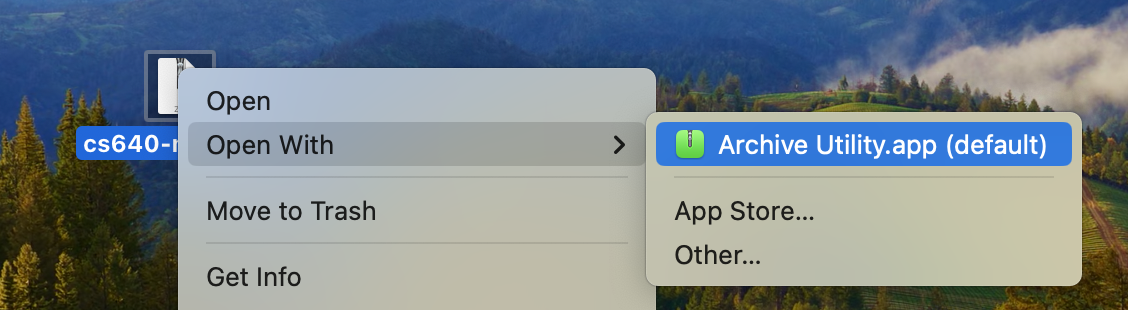 Open
cs640-
Open With
Archive Utility.app (default)
Move to Trash
App Store...
Other...
Get Info